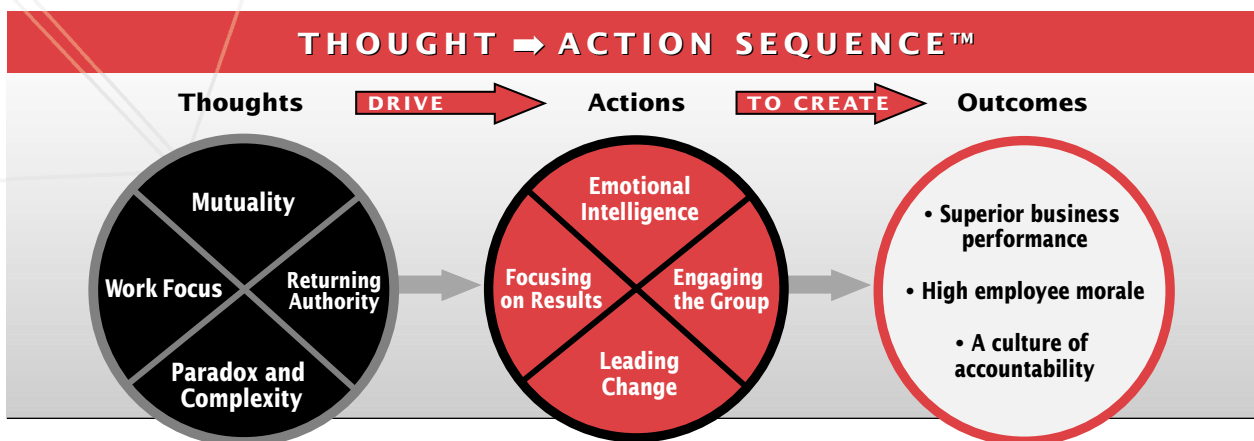 THOUGHT ➡ ACTION SEQUENCE™
Thoughts DRIVE Actions TO CREATE Outcomes
Mutuality
Work Focus
Returning
Authority
Paradox and
Complexity
Emotional
Intelligence
Focusing
on Results
Engaging
the Group
Leading
Change
• Superior business
performance
• High employee morale
• A culture of
accountability